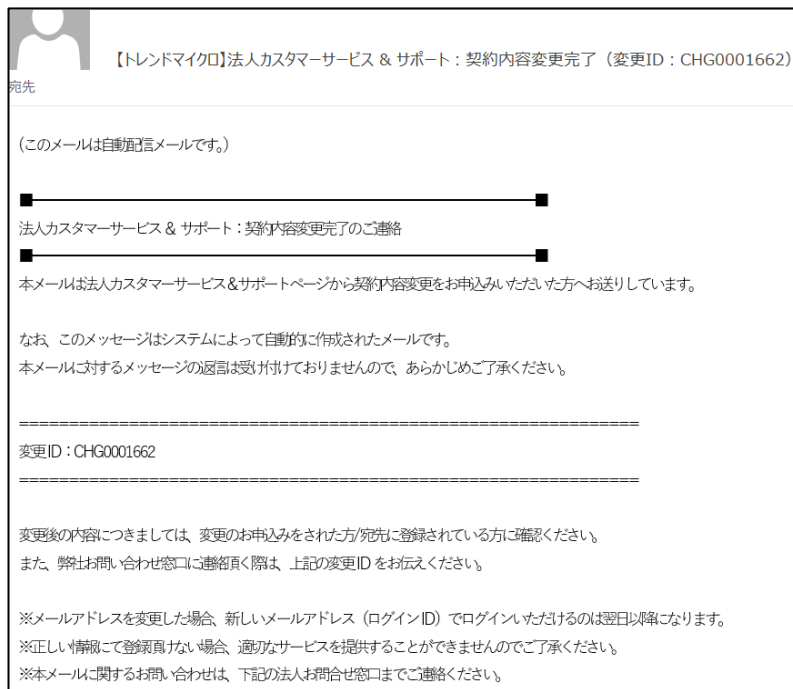 【トレンドマイクロ】法人カスタマーサービス & サポート：契約内容変更完了（変更ID：CHG0001662）
宛先
（このメールは自動配信メールです。）
■━━━━━━━━━━━━━━━━━━━━━━━━━━━━■
法人カスタマーサービス & サポート：契約内容変更完了のご連絡
■━━━━━━━━━━━━━━━━━━━━━━━━━━━━■
本メールは法人カスタマーサービス&サポートページから契約内容変更をお申込みいただいた方へお送りしています。
なお、このメッセージはシステムによって自動的に作成されたメールです。
本メールに対するメッセージの返信は受け付けておりませんので、あらかじめご了承ください。
==============================================================
変更ID：CHG0001662
==============================================================
変更後の内容につきましては、変更のお申込みをされた方/宛先に登録されている方に確認ください。
また、弊社お問い合わせ窓口に連絡頂く際は、上記の変更ID をお伝えください。
※メールアドレスを変更した場合、新しいメールアドレス（ログインID）でログインいただけるのは翌日以降になります。
※正しい情報にて登録頂けない場合、適切なサービスを提供することができませんのでご了承ください。
※本メールに関するお問い合わせは、下記の法人お問合せ窓口までご連絡ください。